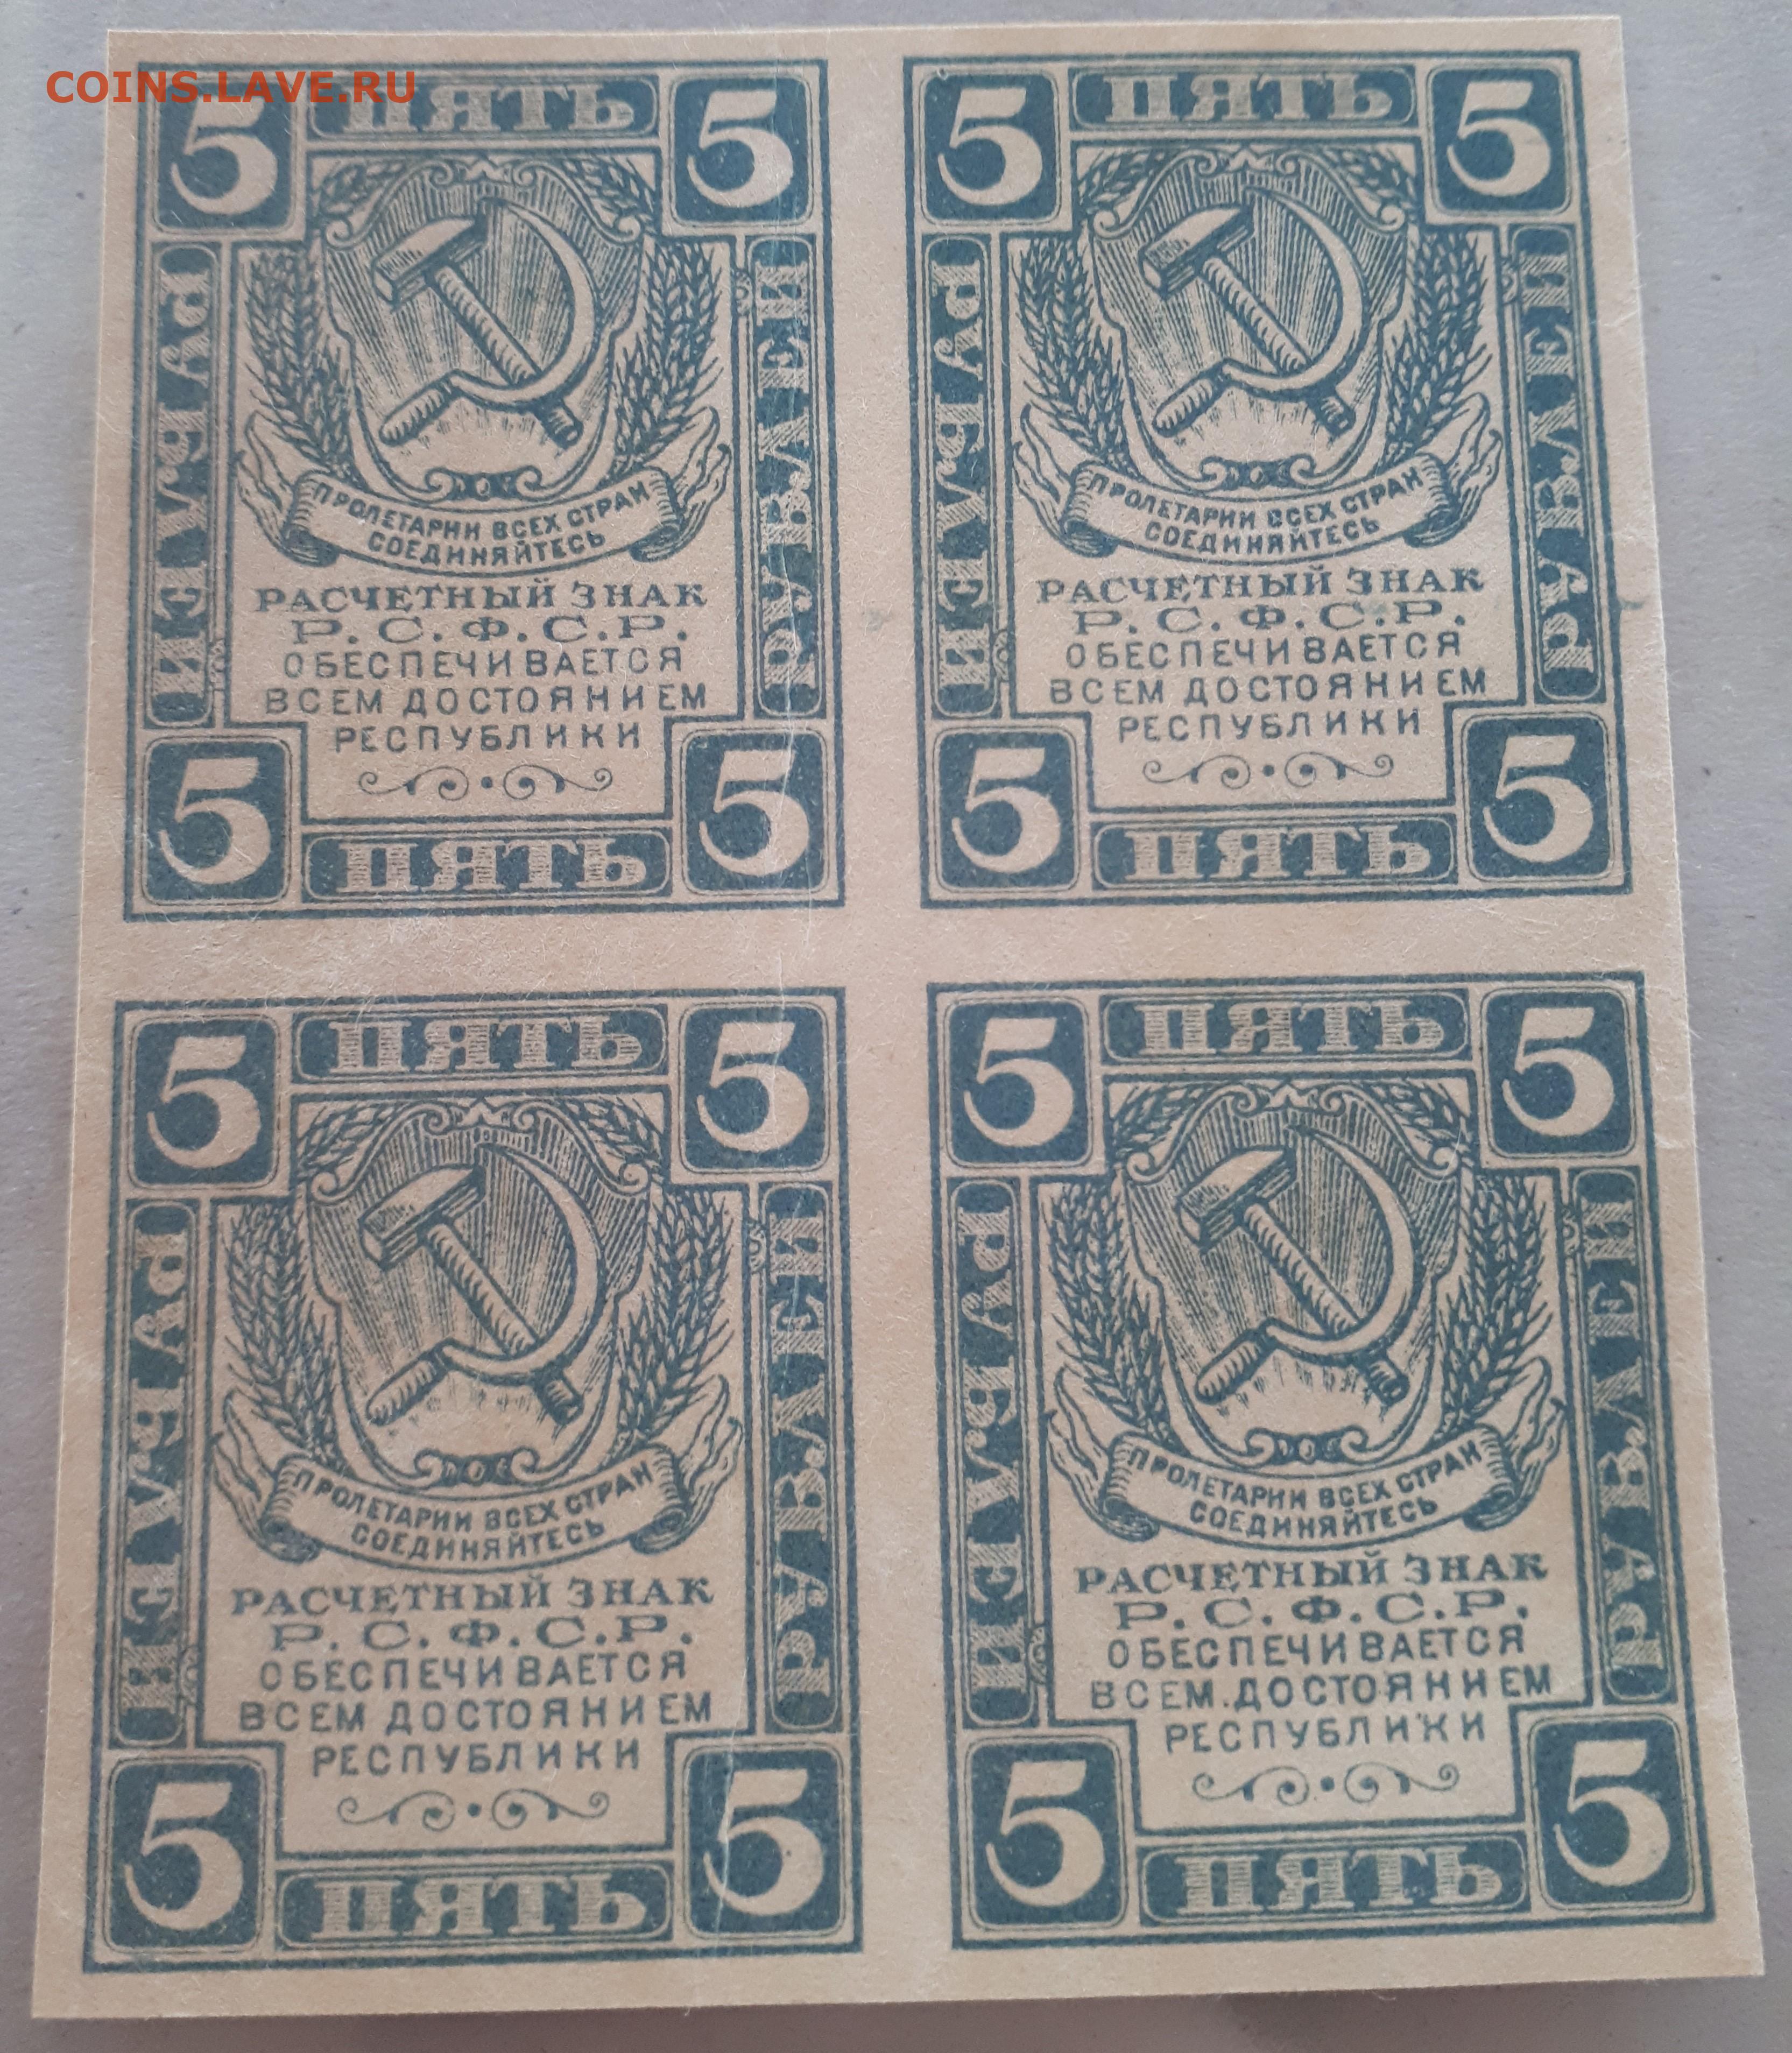 COINS.LAVE.RU
5 ПЯТЬ 5
РУБЛЕЙ
РУБЛЕЙ
ПРОЛЕТАРИИ ВСЕХ СТРАН
СОЕДИНЯЙТЕСЬ
РАСЧЕТНЫЙ ЗНАК
Р.С.Ф.С.Р.
ОБЕСПЕЧИВАЕТСЯ
ВСЕМ ДОСТОЯНИЕМ
РЕСПУБЛИКИ
5 ПЯТЬ 5
5 ПЯТЬ 5
РУБЛЕЙ
РУБЛЕЙ
ПРОЛЕТАРИИ ВСЕХ СТРАН
СОЕДИНЯЙТЕСЬ
РАСЧЕТНЫЙ ЗНАК
Р.С.Ф.С.Р.
ОБЕСПЕЧИВАЕТСЯ
ВСЕМ ДОСТОЯНИЕМ
РЕСПУБЛИКИ
5 ПЯТЬ 5
5 ПЯТЬ 5
РУБЛЕЙ
РУБЛЕЙ
ПРОЛЕТАРИИ ВСЕХ СТРАН
СОЕДИНЯЙТЕСЬ
РАСЧЕТНЫЙ ЗНАК
Р.С.Ф.С.Р.
ОБЕСПЕЧИВАЕТСЯ
ВСЕМ ДОСТОЯНИЕМ
РЕСПУБЛИКИ
5 ПЯТЬ 5
5 ПЯТЬ 5
РУБЛЕЙ
РУБЛЕЙ
ПРОЛЕТАРИИ ВСЕХ СТРАН
СОЕДИНЯЙТЕСЬ
РАСЧЕТНЫЙ ЗНАК
Р.С.Ф.С.Р.
ОБЕСПЕЧИВАЕТСЯ
ВСЕМ ДОСТОЯНИЕМ
РЕСПУБЛИКИ
5 ПЯТЬ 5